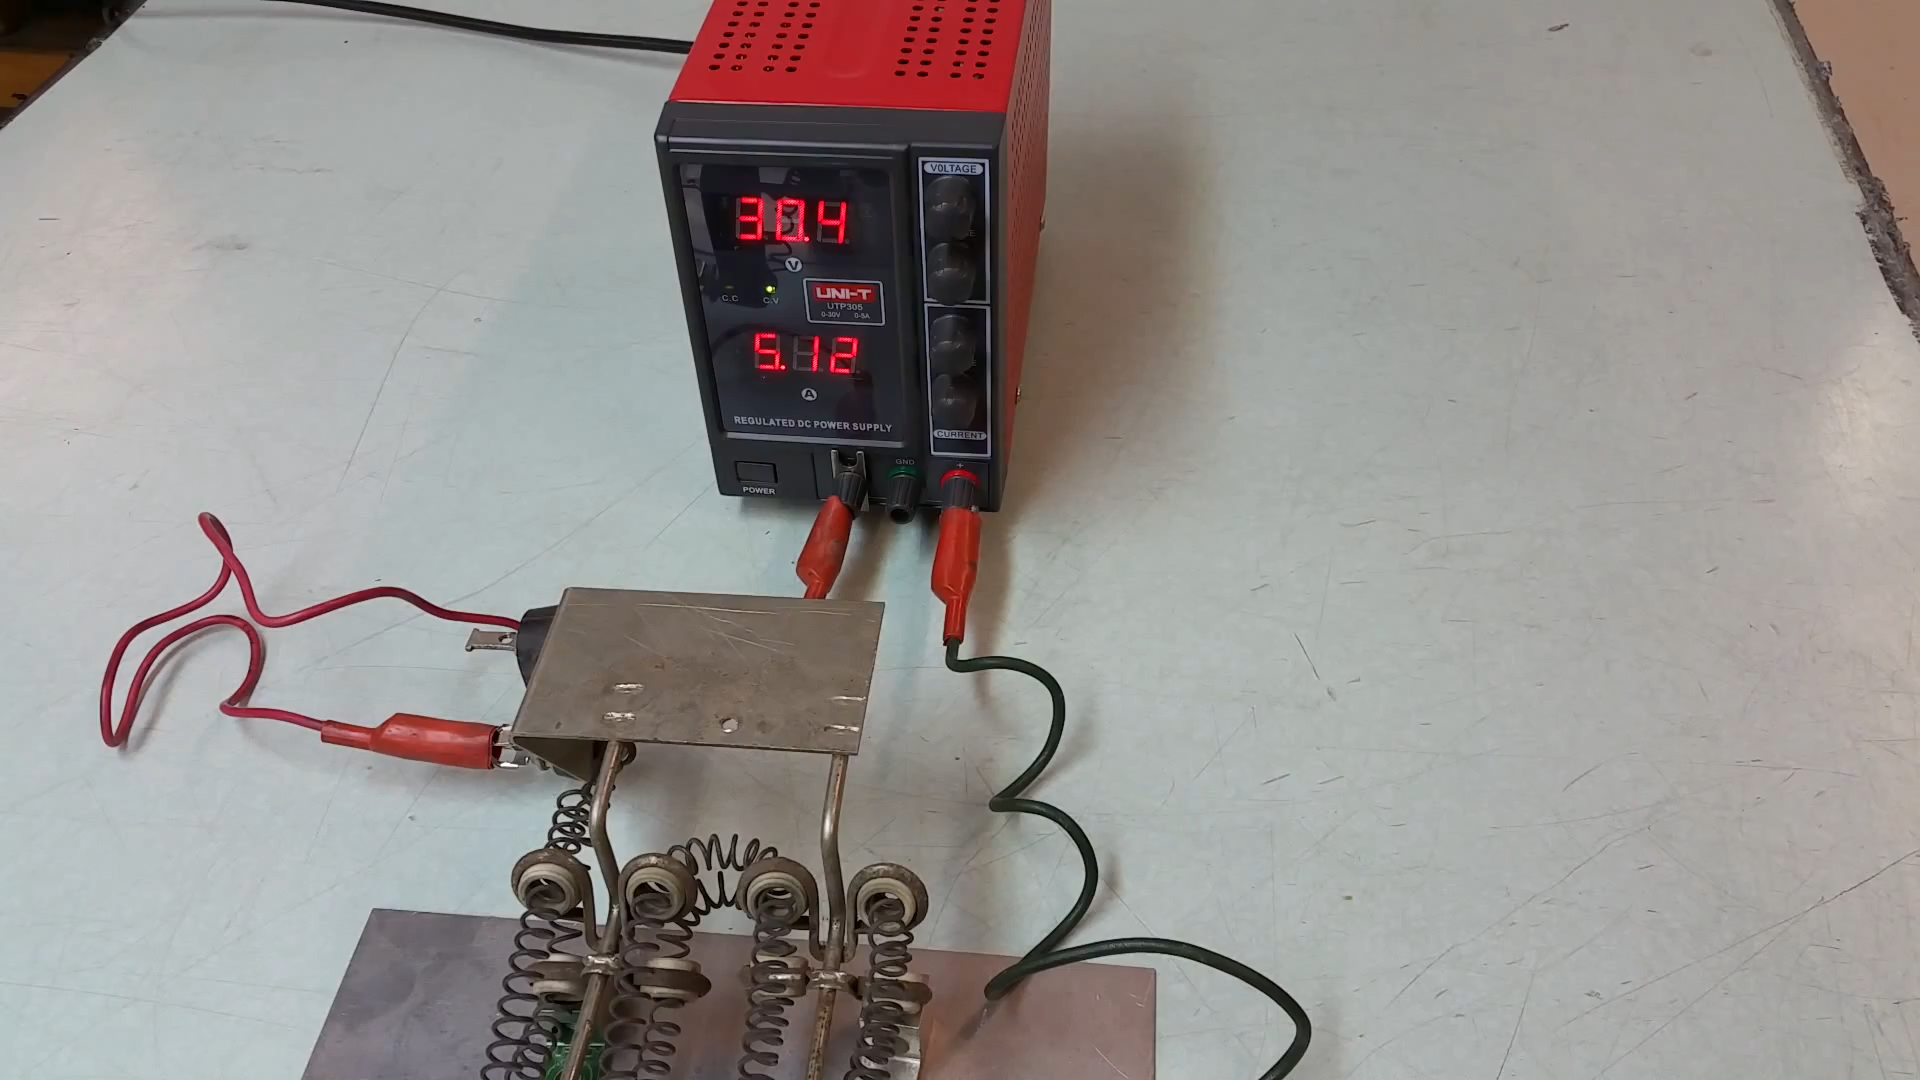 VOLTAGE
30.4
V
C.C C.V
UNI-T
UTP305
0-30V 0-5A
5.12
A
REGULATED DC POWER SUPPLY
CURRENT
POWER
GND
+